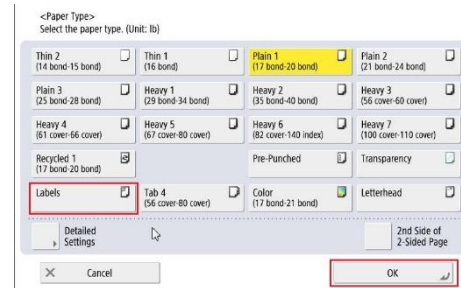 <Paper Type>
Select the paper type. (Unit: lb)
Thin 2
(14 bond-15 bond)
Thin 1
(16 bond)
Plain 1
(17 bond-20 bond)
Plain 2
(21 bond-24 bond)
Plain 3
(25 bond-28 bond)
Heavy 1
(29 bond-34 bond)
Heavy 2
(35 bond-40 bond)
Heavy 3
(56 cover-60 cover)
Heavy 4
(61 cover-66 cover)
Heavy 5
(67 cover-80 cover)
Heavy 6
(82 cover-140 index)
Heavy 7
(100 cover-110 cover)
Recycled 1
(17 bond-20 bond)
Pre-Punched
Transparency
Labels
Tab 4
(56 cover-80 cover)
Color
(17 bond-21 bond)
Letterhead
Detailed
Settings
2nd Side of
2-Sided Page
Cancel
OK